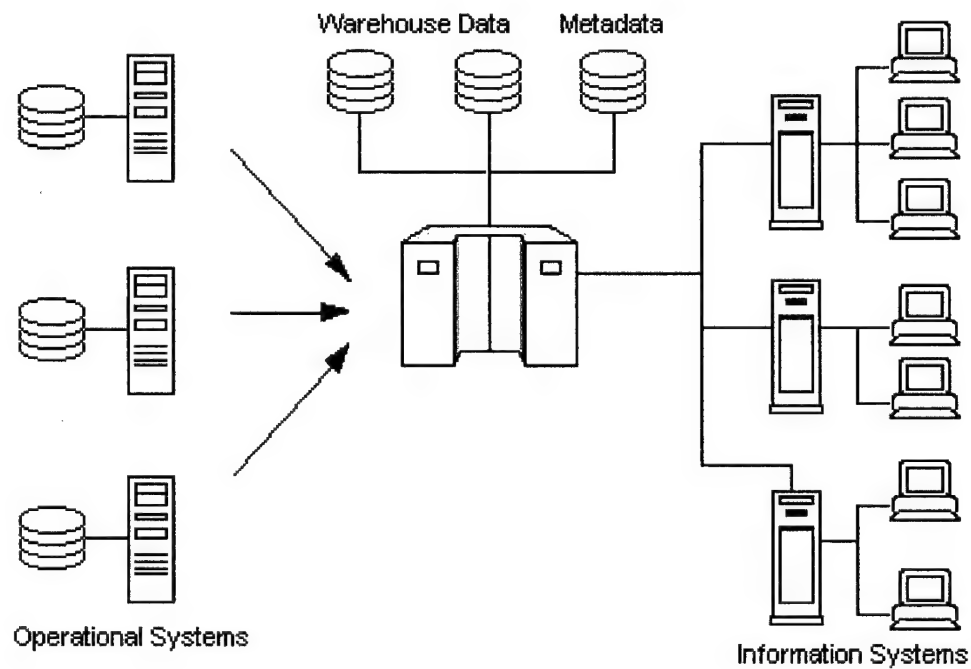 Warehouse Data
Metadata
Operational Systems
Information Systems